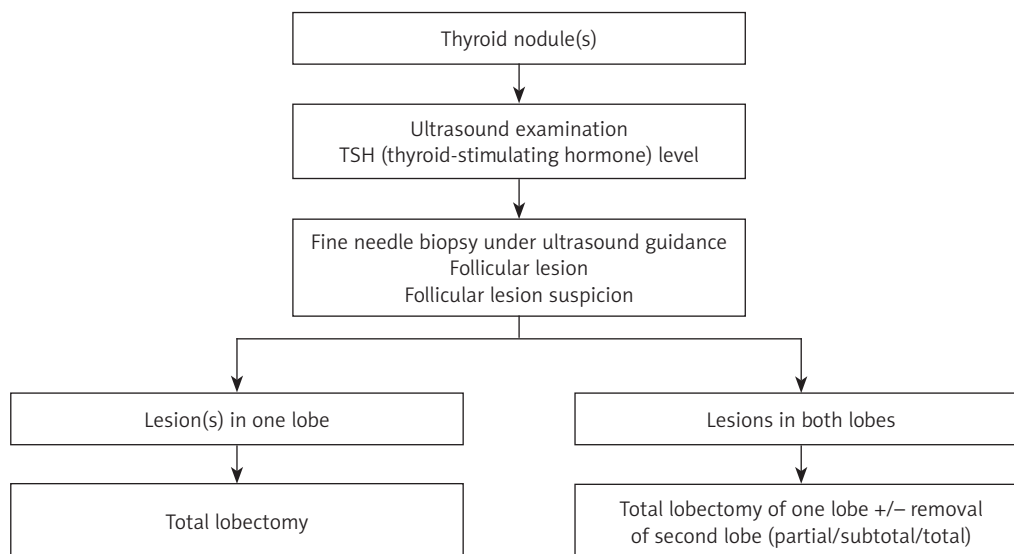 Thyroid nodule(s)
Ultrasound examination
TSH (thyroid-stimulating hormone) level
Fine needle biopsy under ultrasound guidance
Follicular lesion
Follicular lesion suspicion
Lesion(s) in one lobe
Lesions in both lobes
Total lobectomy
Total lobectomy of one lobe +/– removal
of second lobe (partial/subtotal/total)